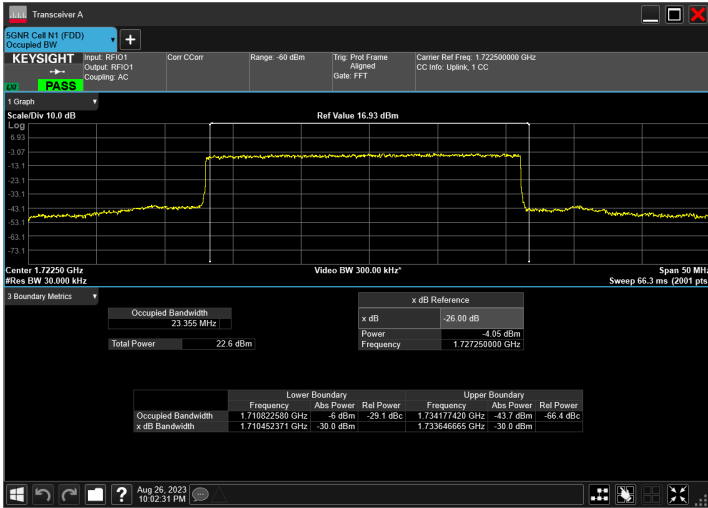 Transceiver A
5GNR Cell N1 (FDD)
Occupied BW
KEYSIGHT
PASS
Input: RFIO1
Output: RFIO1
Coupling: AC
Corr CCorr
Range: -60 dBm
Trig: Prot Frame
Aligned
Gate: FFT
Carrier Ref Freq: 1.722500000 GHz
CC Info: Uplink, 1 CC
1 Graph
Scale/Div 10.0 dB
Ref Value 16.93 dBm
Log
6.93
-3.07
-13.1
-23.1
-33.1
-43.1
-53.1
-63.1
-73.1
Center 1.72250 GHz
Video BW 300.00 kHz*
Span 50 MHz
#Res BW 30.000 kHz
Sweep 66.3 ms (2001 pts
3 Boundary Metrics
Occupied Bandwidth
23.355 MHz
Total Power 22.6 dBm
x dB Reference
x dB -26.00 dB
Power -4.05 dBm
Frequency 1.727250000 GHz
Lower Boundary Upper Boundary
Frequency Abs Power Rel Power Frequency Abs Power Rel Power
Occupied Bandwidth 1.710822580 GHz -6 dBm -29.1 dBc 1.734177420 GHz -43.7 dBm -66.4 dBc
x dB Bandwidth 1.710452371 GHz -30.0 dBm 1.733646665 GHz -30.0 dBm
?
Aug 26, 2023
10:02:31 PM